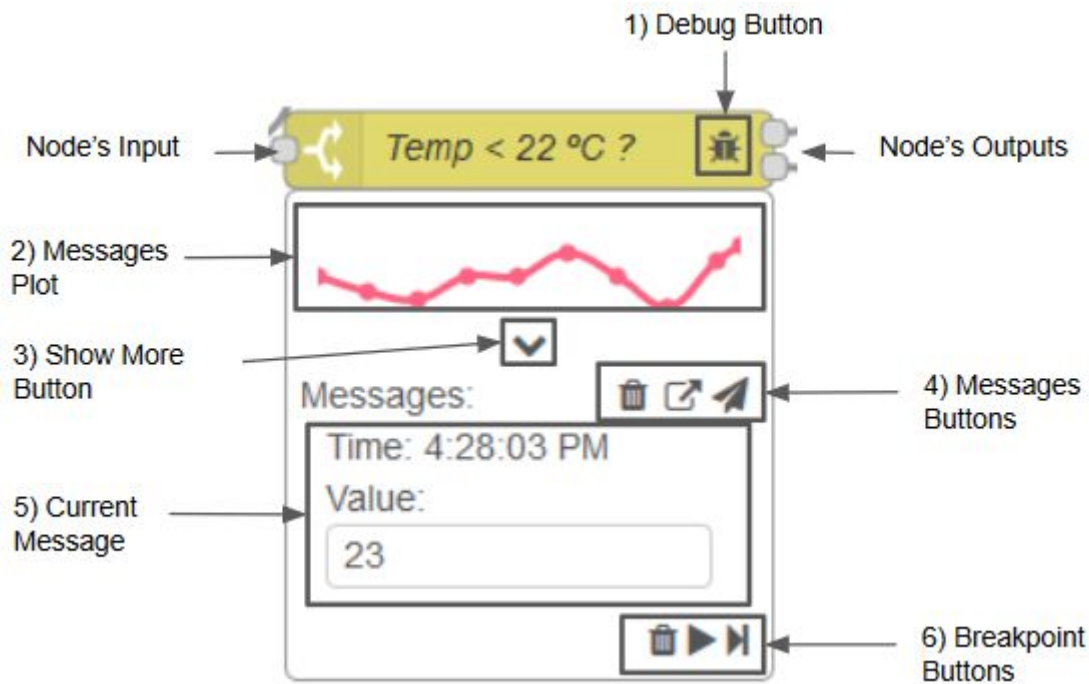 1) Debug Button
Node's Input
Temp < 22 ºC ?
Node's Outputs
2) Messages
Plot
3) Show More
Button
Messages:
4) Messages
Buttons
Time: 4:28:03 PM
Value:
23
5) Current
Message
6) Breakpoint
Buttons